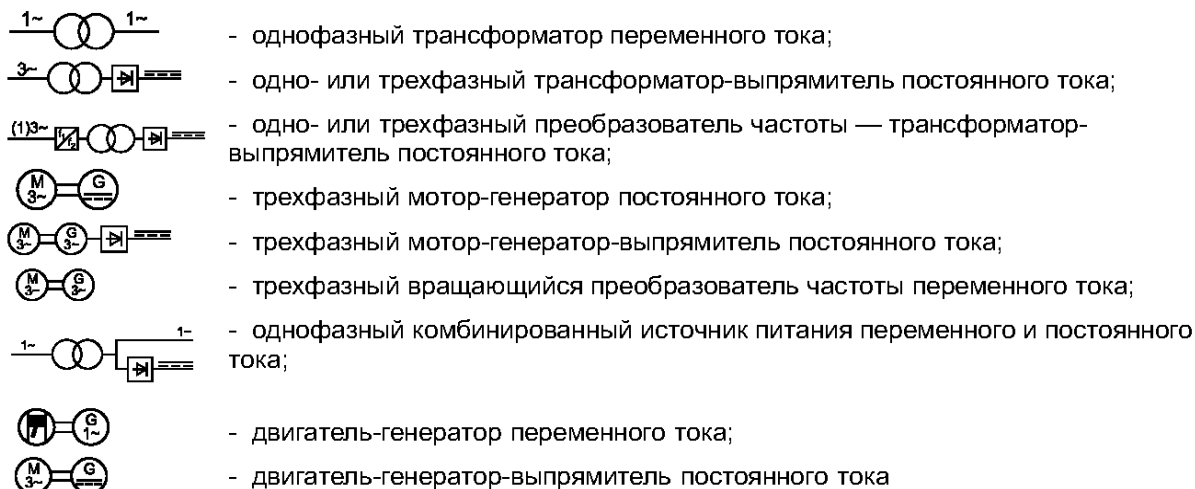 1~ 1~ - однофазный трансформатор переменного тока;
3~ - одно- или трехфазный трансформатор-выпрямитель постоянного тока;
(1)3~ f₁ f₂ - одно- или трехфазный преобразователь частоты — трансформатор-
выпрямитель постоянного тока;
M 3~ G - трехфазный мотор-генератор постоянного тока;
M 3~ G 3~ - трехфазный мотор-генератор-выпрямитель постоянного тока;
M 3~ G 3~ - трехфазный вращающийся преобразователь частоты переменного тока;
1~ 1~ - однофазный комбинированный источник питания переменного и постоянного
тока;
G 1~ - двигатель-генератор переменного тока;
M 3~ G - двигатель-генератор-выпрямитель постоянного тока